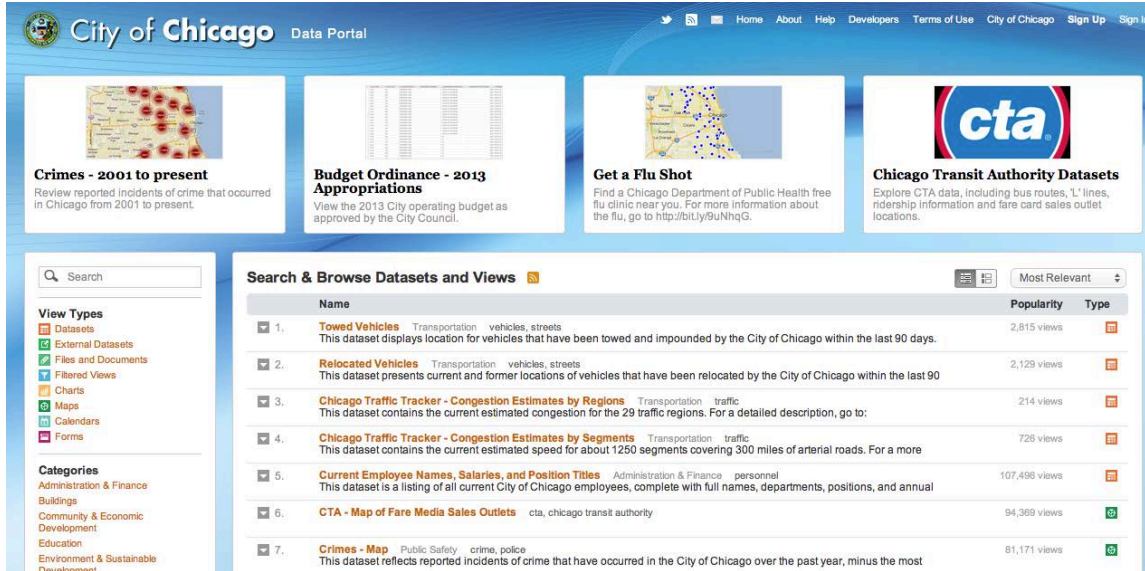 City of Chicago Data Portal
Home About Help Developers Terms of Use City of Chicago Sign Up Sign In
cta
Crimes - 2001 to present
Review reported incidents of crime that occurred
in Chicago from 2001 to present.
Budget Ordinance - 2013
Appropriations
View the 2013 City operating budget as
approved by the City Council.
Get a Flu Shot
Find a Chicago Department of Public Health free
flu clinic near you. For more information about
the flu, go to http://bit.ly/9uNhqG.
Chicago Transit Authority Datasets
Explore CTA data, including bus routes, 'L' lines,
ridership information and fare card sales outlet
locations.
Search
View Types
Datasets
External Datasets
Files and Documents
Filtered Views
Charts
Maps
Calendars
Forms
Categories
Administration & Finance
Buildings
Community & Economic
Development
Education
Environment & Sustainable
Development
Search & Browse Datasets and Views
Most Relevant
Name Popularity Type
1. Towed Vehicles Transportation vehicles, streets 2,815 views
This dataset displays location for vehicles that have been towed and impounded by the City of Chicago within the last 90 days.
2. Relocated Vehicles Transportation vehicles, streets 2,129 views
This dataset presents current and former locations of vehicles that have been relocated by the City of Chicago within the last 90
3. Chicago Traffic Tracker - Congestion Estimates by Regions Transportation traffic 214 views
This dataset contains the current estimated congestion for the 29 traffic regions. For a detailed description, go to:
4. Chicago Traffic Tracker - Congestion Estimates by Segments Transportation traffic 726 views
This dataset contains the current estimated speed for about 1250 segments covering 300 miles of arterial roads. For a more
5. Current Employee Names, Salaries, and Position Titles Administration & Finance personnel 107,496 views
This dataset is a listing of all current City of Chicago employees, complete with full names, departments, positions, and annual
6. CTA - Map of Fare Media Sales Outlets cta, chicago transit authority 94,369 views
7. Crimes - Map Public Safety crime, police 81,171 views
This dataset reflects reported incidents of crime that have occurred in the City of Chicago over the past year, minus the most